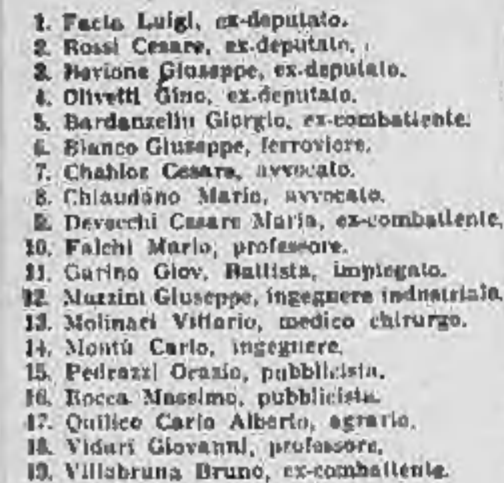 1. Facta Luigi, ex-deputato.
2. Rossi Cesare, ex-deputato.
3. Bevione Giuseppe, ex-deputato.
4. Olivetti Gino, ex-deputato.
5. Bardanzellu Giorgio, ex-combattente.
6. Bianco Giuseppe, ferroviere.
7. Cesare, avvocato.
8. Chiaudano Mario, avvocato.
9. Devecchi Cesare Maria, ex-combattente.
10. Falchi Mario, professore.
11. Garino Giov. Battista, impiegato.
12. Mazzini Giuseppe, ingegnere industriale.
13. Molinari Vittorio, medico chirurgo.
14. Montù Carlo, ingegnere.
15. Pedrazzi Orazio, pubblicista.
16. Rocca Massimo, pubblicista.
17. Quilico Carlo Alberto, agrario.
18. Vidari Giovanni, professore.
19. Villabruna Bruno, ex-combattente.